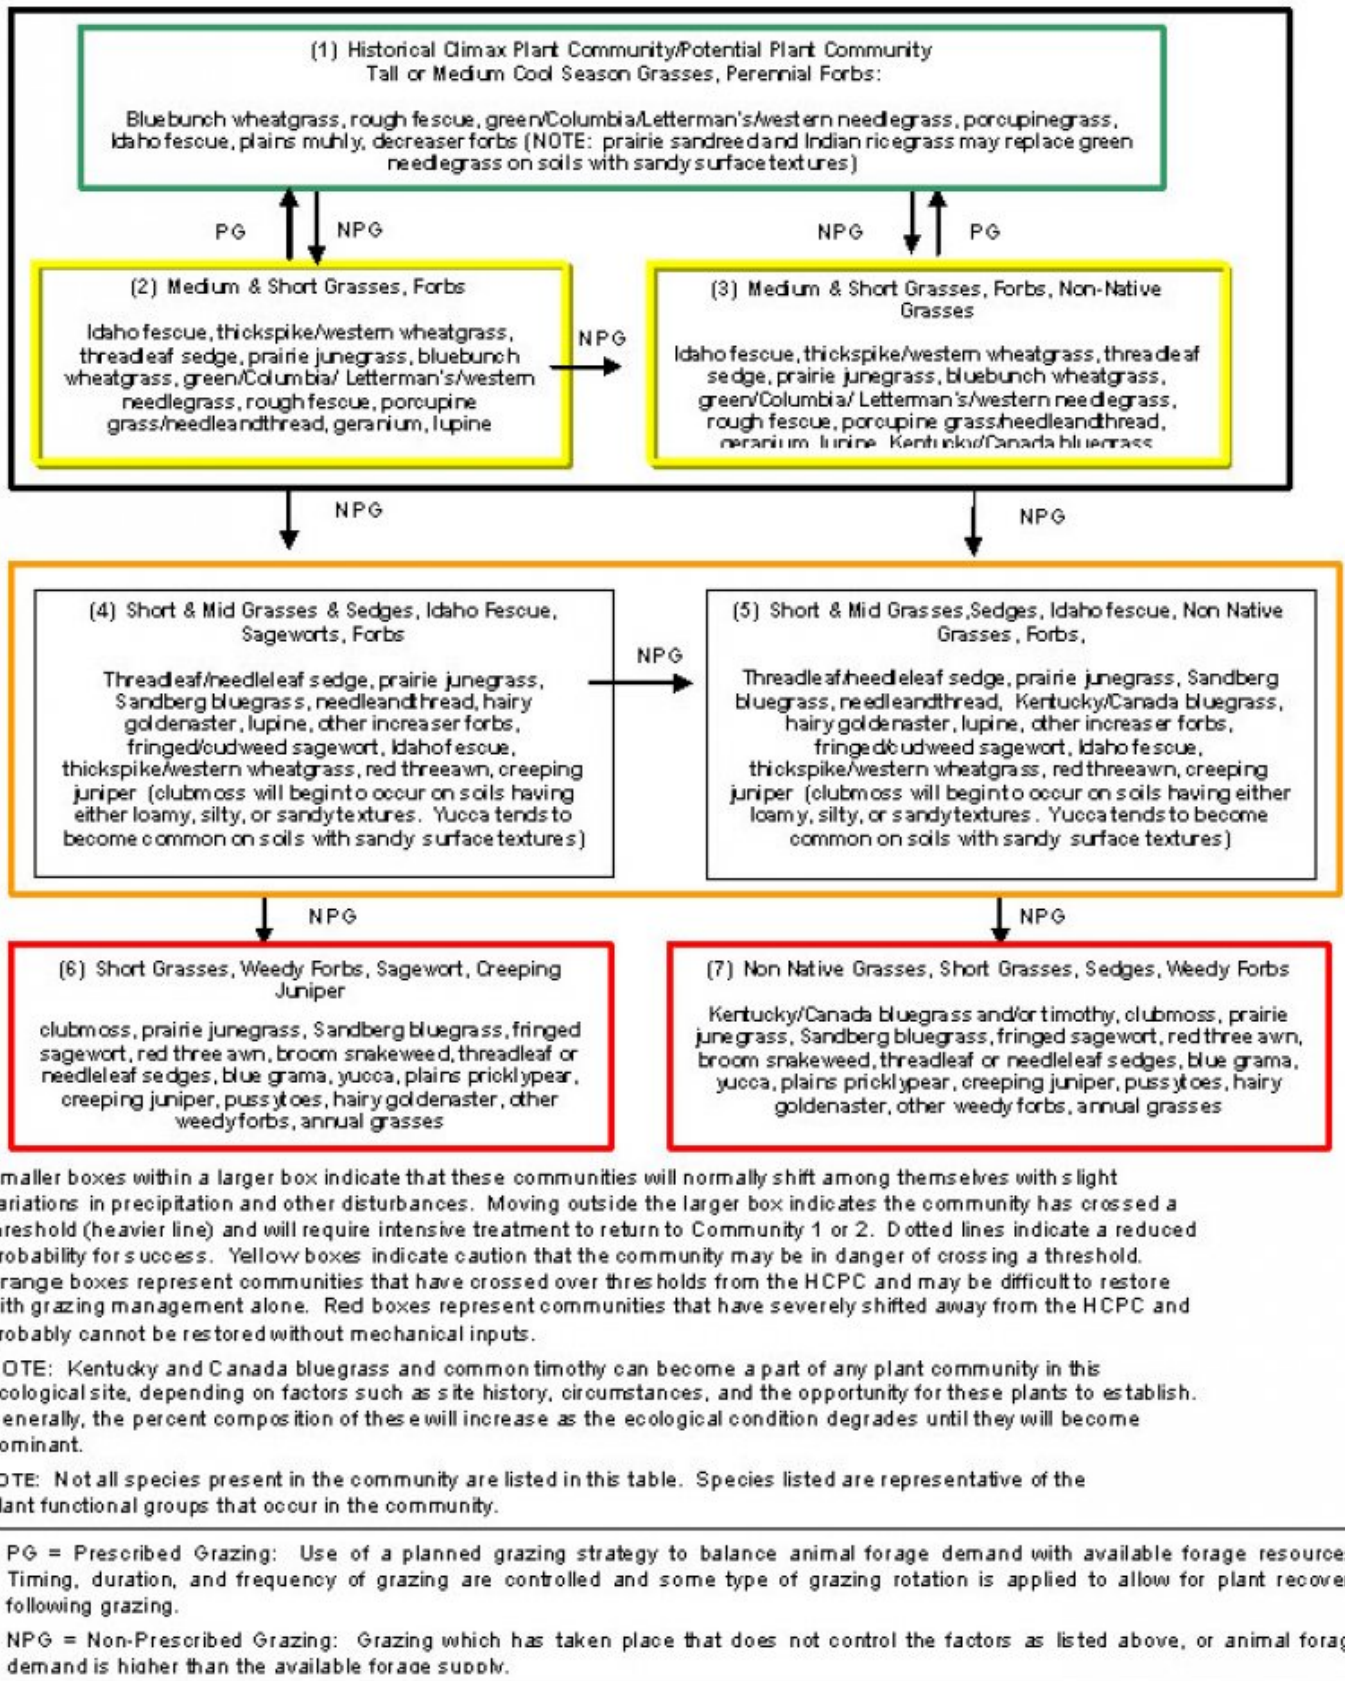 (1) Historical Climax Plant Community/Potential Plant Community
Tall or Medium Cool Season Grasses, Perennial Forbs:
Bluebunch wheatgrass, rough fescue, green/Columbia/Letterman's/western needlegrass, porcupinegrass,
Idaho fescue, plains muhly, decreaser forbs (NOTE: prairie sandreed and Indian ricegrass may replace green
needlegrass on soils with sandy surface textures)
PG
NPG
NPG
PG
(2) Medium & Short Grasses, Forbs
Idaho fescue, thickspike/western wheatgrass,
threadleaf sedge, prairie junegrass, bluebunch
wheatgrass, green/Columbia/ Letterman's/western
needlegrass, rough fescue, porcupine
grass/needleandthread, geranium, lupine
NPG
(3) Medium & Short Grasses, Forbs, Non-Native
Grasses
Idaho fescue, thickspike/western wheatgrass, threadleaf
sedge, prairie junegrass, bluebunch wheatgrass,
green/Columbia/ Letterman's/western needlegrass,
rough fescue, porcupine grass/needleandthread,
geranium, lupine, Kentucky/Canada bluegrass
NPG
NPG
(4) Short & Mid Grasses & Sedges, Idaho Fescue,
Sageworts, Forbs
Threadleaf/needleleaf sedge, prairie junegrass,
Sandberg bluegrass, needleandthread, hairy
goldenaster, lupine, other increaser forbs,
fringed/cudweed sagewort, Idaho fescue,
thickspike/western wheatgrass, red threeawn, creeping
juniper (clubmoss will begin to occur on soils having
either loamy, silty, or sandy textures. Yucca tends to
become common on soils with sandy surface textures)
NPG
(5) Short & Mid Grasses,Sedges, Idaho fescue, Non Native
Grasses, Forbs,
Threadleaf/needleleaf sedge, prairie junegrass, Sandberg
bluegrass, needleandthread, Kentucky/Canada bluegrass,
hairy goldenaster, lupine, other increaser forbs,
fringed/cudweed sagewort, Idaho fescue,
thickspike/western wheatgrass, red threeawn, creeping
juniper (clubmoss will begin to occur on soils having either
loamy, silty, or sandy textures. Yucca tends to become
common on soils with sandy surface textures)
NPG
NPG
(6) Short Grasses, Weedy Forbs, Sagewort, Creeping
Juniper
clubmoss, prairie junegrass, Sandberg bluegrass, fringed
sagewort, red three awn, broom snakeweed, threadleaf or
needleleaf sedges, blue grama, yucca, plains pricklypear,
creeping juniper, pussytoes, hairy goldenaster, other
weedy forbs, annual grasses
(7) Non Native Grasses, Short Grasses, Sedges, Weedy Forbs
Kentucky/Canada bluegrass and/or timothy, clubmoss, prairie
junegrass, Sandberg bluegrass, fringed sagewort, red three awn,
broom snakeweed, threadleaf or needleleaf sedges, blue grama,
yucca, plains pricklypear, creeping juniper, pussytoes, hairy
goldenaster, other weedy forbs, annual grasses
maller boxes within a larger box indicate that these communities will normally shift among themselves with slight
ariations in precipitation and other disturbances. Moving outside the larger box indicates the community has crossed a
reshold (heavier line) and will require intensive treatment to return to Community 1 or 2. Dotted lines indicate a reduced
robability for success. Yellow boxes indicate caution that the community may be in danger of crossing a threshold.
range boxes represent communities that have crossed over thresholds from the HCPC and may be difficult to restore
ith grazing management alone. Red boxes represent communities that have severely shifted away from the HCPC and
robably cannot be restored without mechanical inputs.
OTE: Kentucky and Canada bluegrass and common timothy can become a part of any plant community in this
cological site, depending on factors such as site history, circumstances, and the opportunity for these plants to establish.
enerally, the percent composition of these will increase as the ecological condition degrades until they will become
ominant.
OTE: Not all species present in the community are listed in this table. Species listed are representative of the
lant functional groups that occur in the community.
PG = Prescribed Grazing: Use of a planned grazing strategy to balance animal forage demand with available forage resource
Timing, duration, and frequency of grazing are controlled and some type of grazing rotation is applied to allow for plant recove
following grazing.
NPG = Non-Prescribed Grazing: Grazing which has taken place that does not control the factors as listed above, or animal forag
demand is higher than the available forage supply.